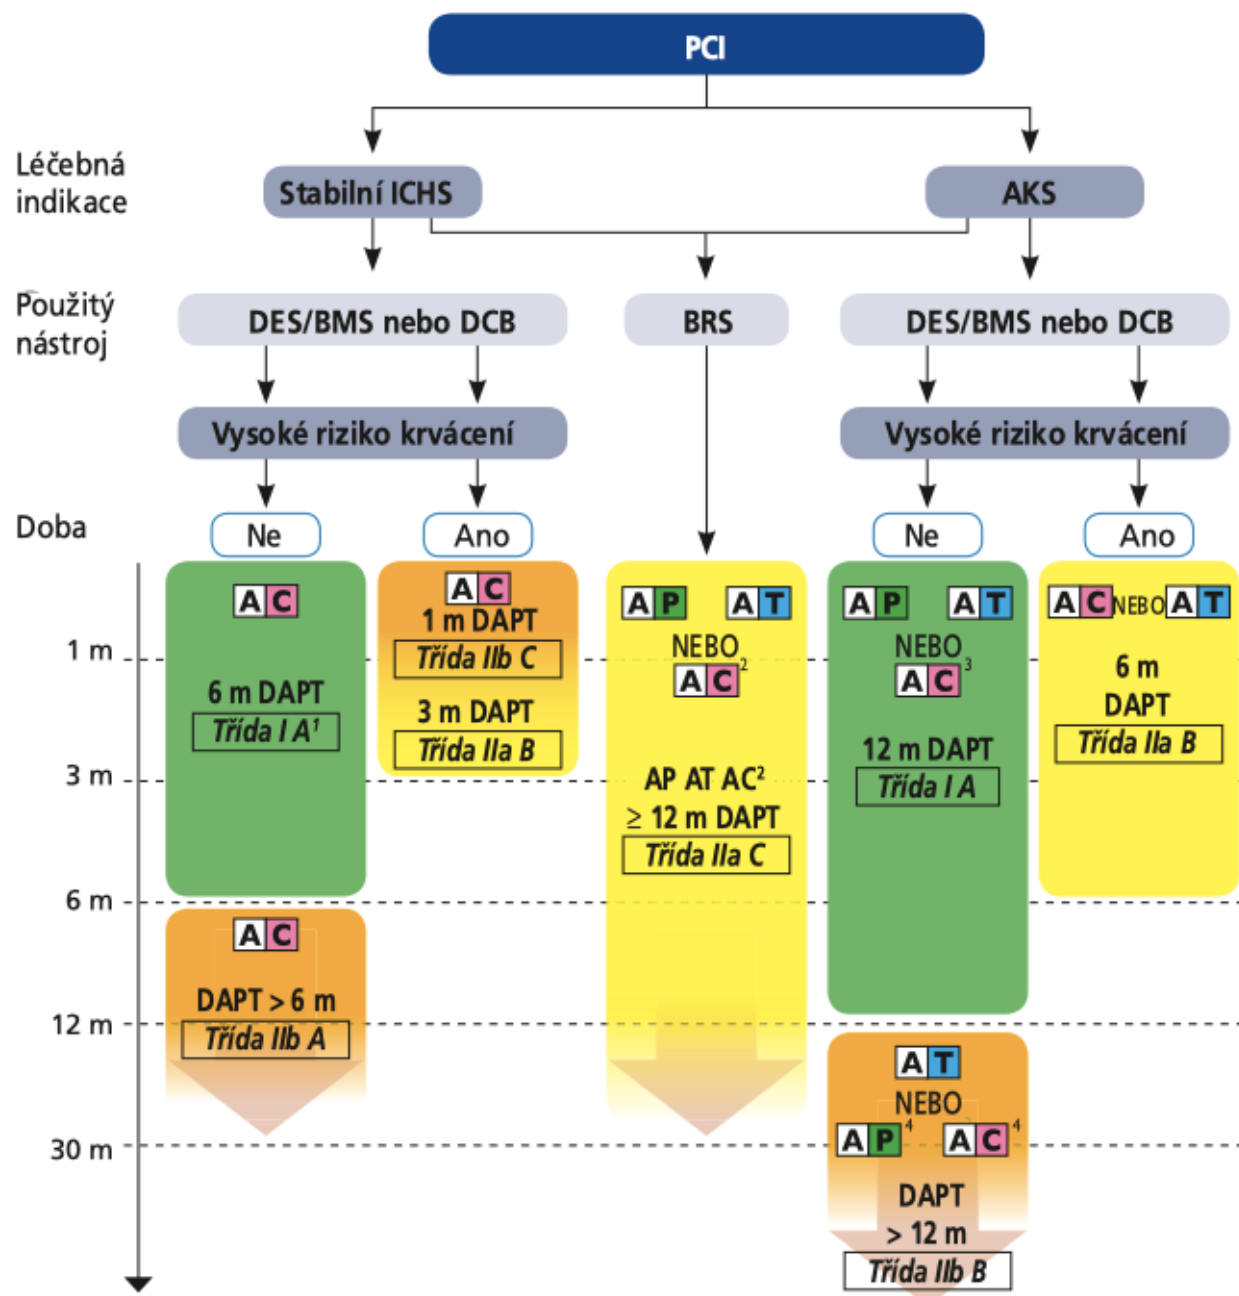 PCI
Léčebná
indikace
Stabilní ICHS
AKS
Použitý
nástroj
DES/BMS nebo DCB
BRS
DES/BMS nebo DCB
Vysoké riziko krvácení
Vysoké riziko krvácení
Doba
Ne
Ano
Ne
Ano
1 m
3 m
6 m
12 m
30 m
A C
6 m DAPT
Třída I A¹
A C
DAPT > 6 m
Třída IIb A
A C
1 m DAPT
Třída IIb C
3 m DAPT
Třída IIa B
A P A T
NEBO
A C ²
AP AT AC²
≥ 12 m DAPT
Třída IIa C
A P A T
NEBO
A C ³
12 m DAPT
Třída I A
A T
NEBO
A P ⁴ A C ⁴
DAPT
> 12 m
Třída IIb B
A C NEBO A T
6 m
DAPT
Třída IIa B